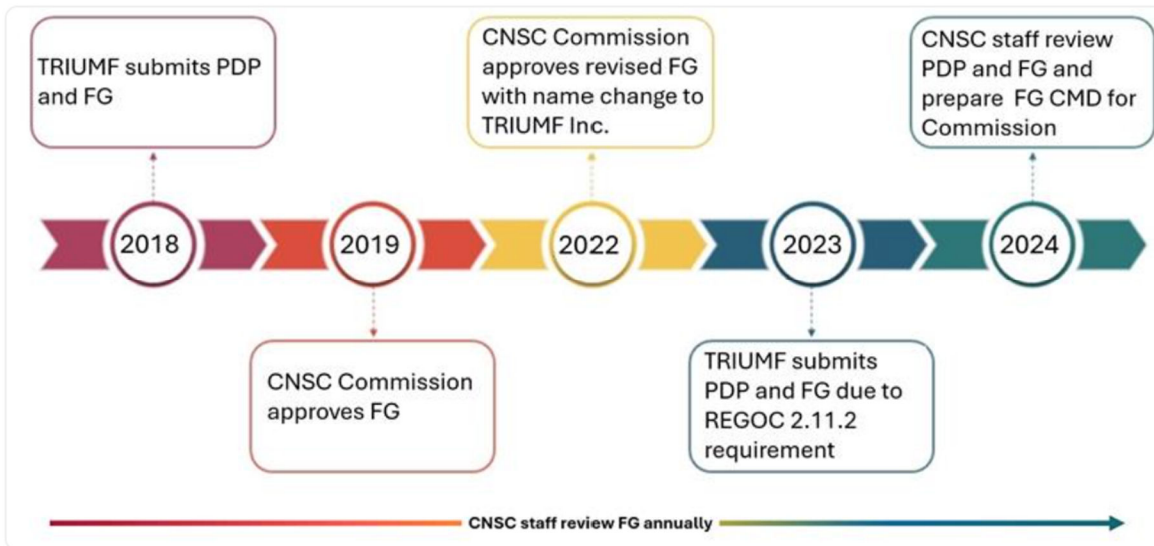 TRIUMF submits PDP
and FG
CNSC Commission
approves revised FG
with name change to
TRIUMF Inc.
CNSC staff review
PDP and FG and
prepare FG CMD for
Commission
2018
2019
2022
2023
2024
CNSC Commission
approves FG
TRIUMF submits
PDP and FG due to
REGOC 2.11.2
requirement
CNSC staff review FG annually